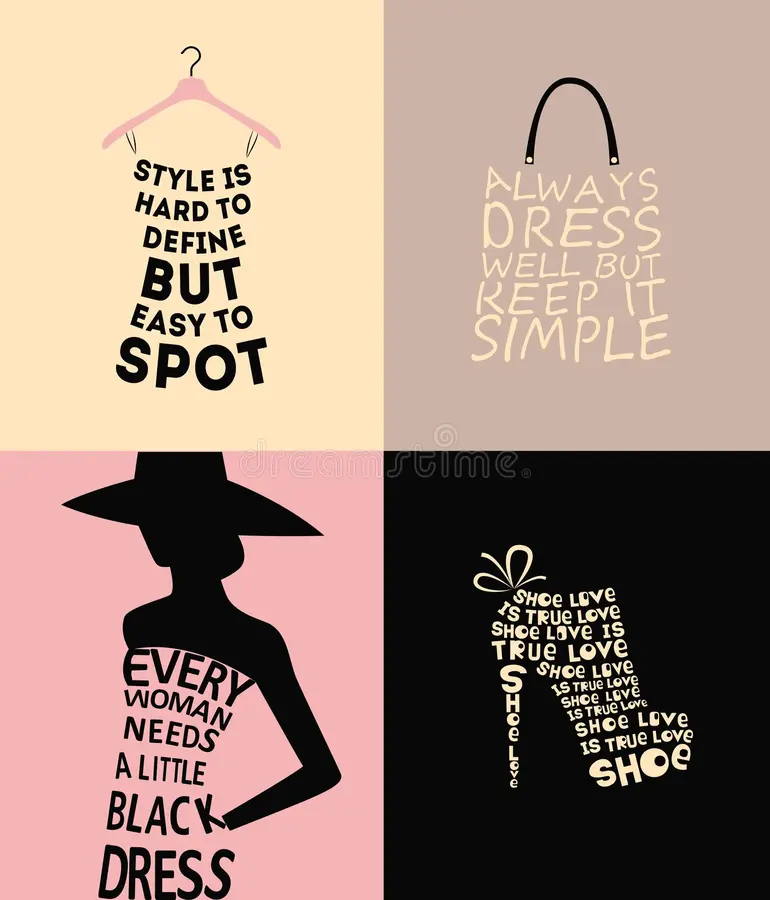 STYLE IS
HARD TO
DEFINE
BUT
EASY TO
SPOT
ALWAYS
DRESS
WELL BUT
KEEP IT
SIMPLE
dreamstime.com
EVERY
WOMAN
NEEDS
A LITTLE
BLACK
DRESS
SHOE LOVE
IS TRUE LOVE
SHOE LOVE IS
TRUE LOVE
SHOE LOVE
SHOE LOVE
IS TRUE LOVE
SHOE LOVE
IS TRUE LOVE
SHOE LOVE
IS TRUE LOVE
SHOE